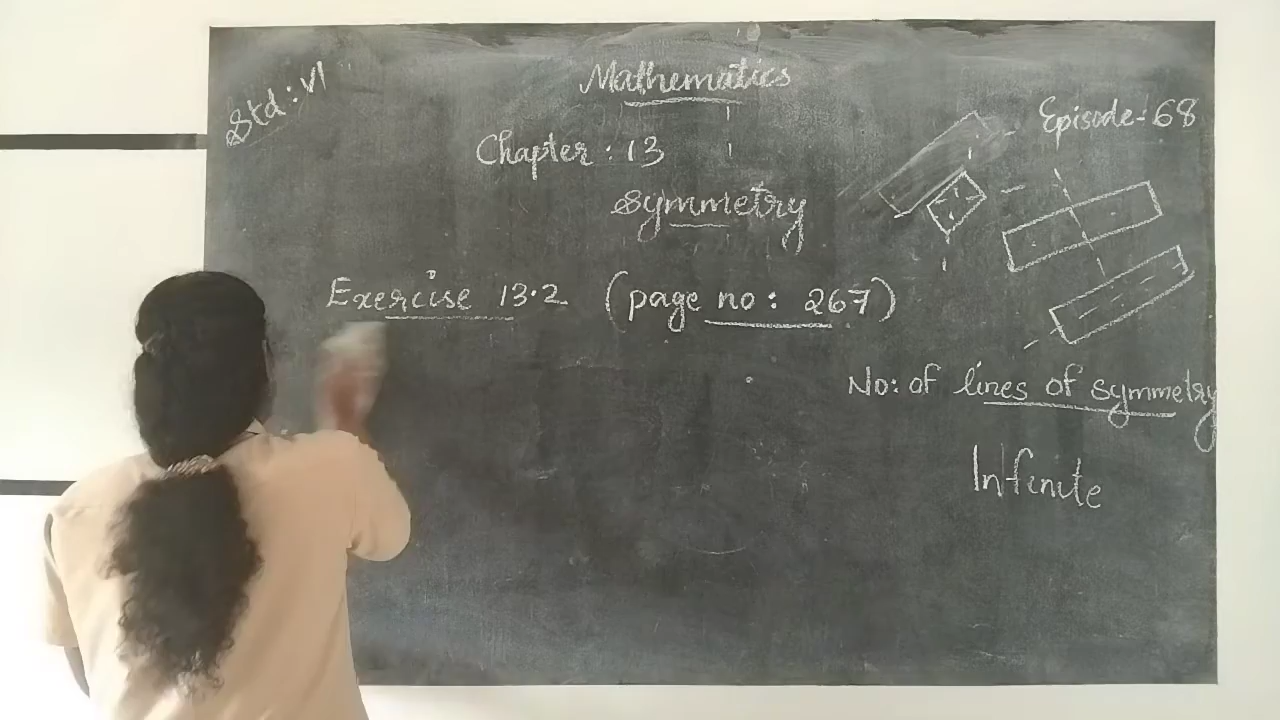 Std : VI
Mathematics
Episode- 68
Chapter : 13
Symmetry
Exercise 13.2 (page no : 267)
No: of lines of symmetry
Infinite